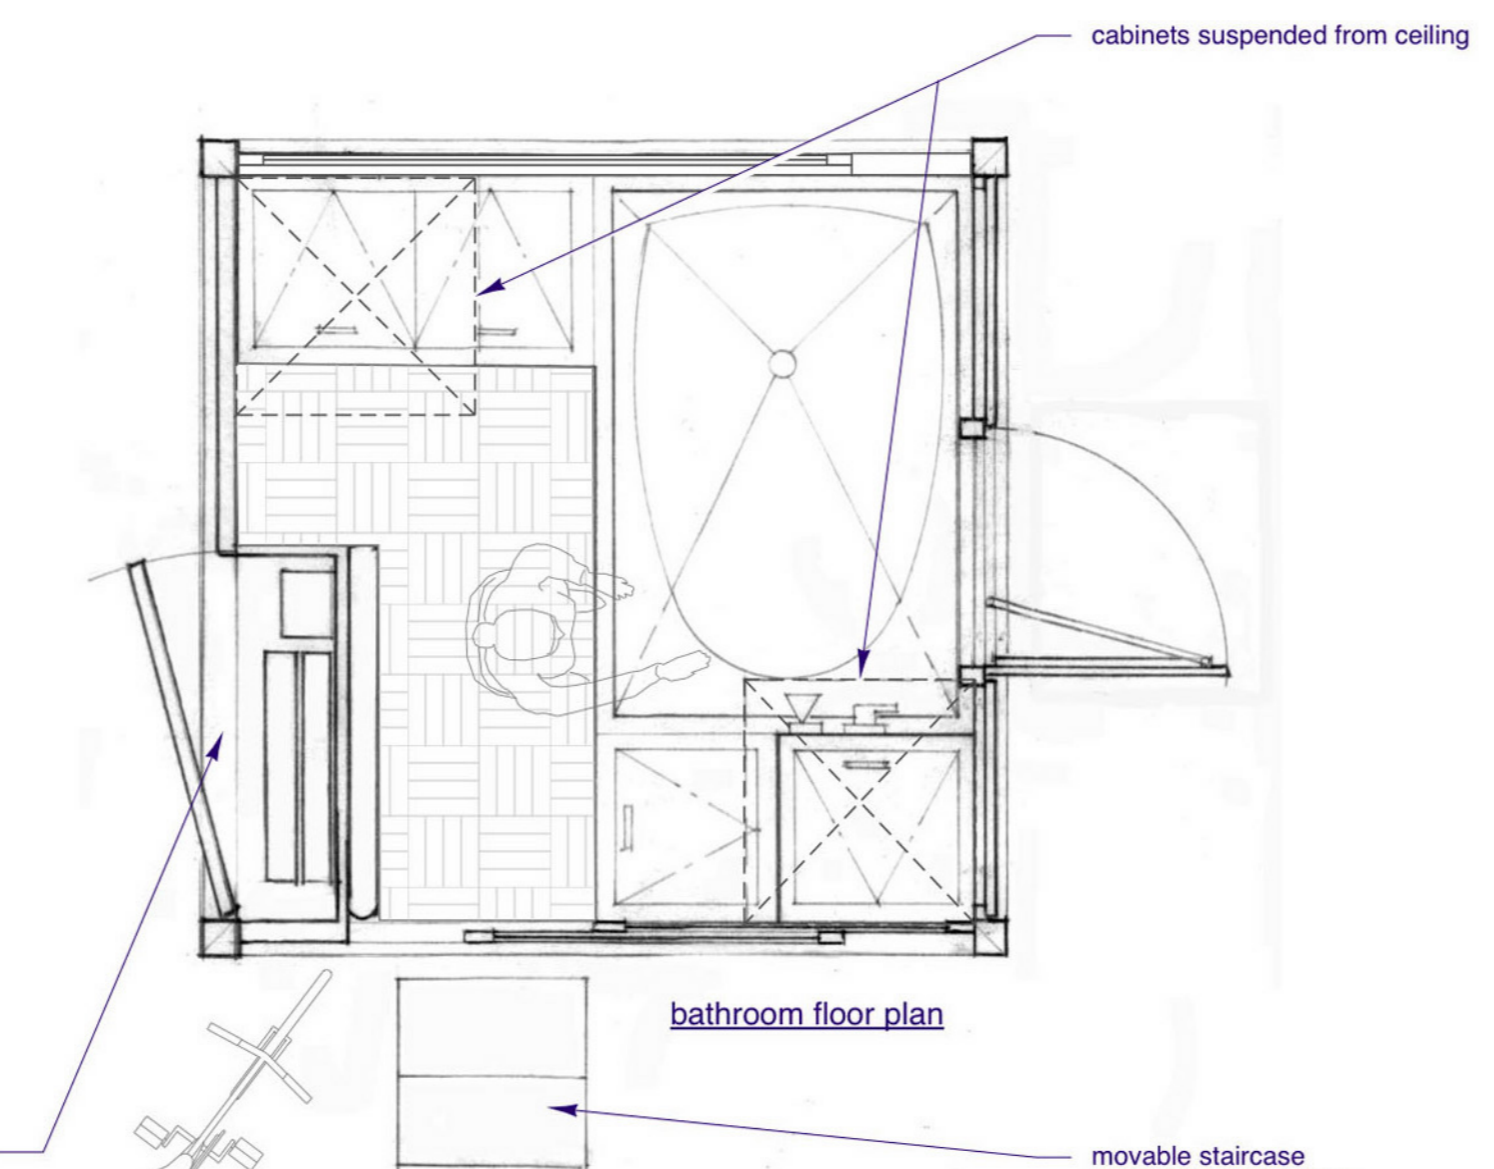 cabinets suspended from ceiling
bathroom floor plan
movable staircase